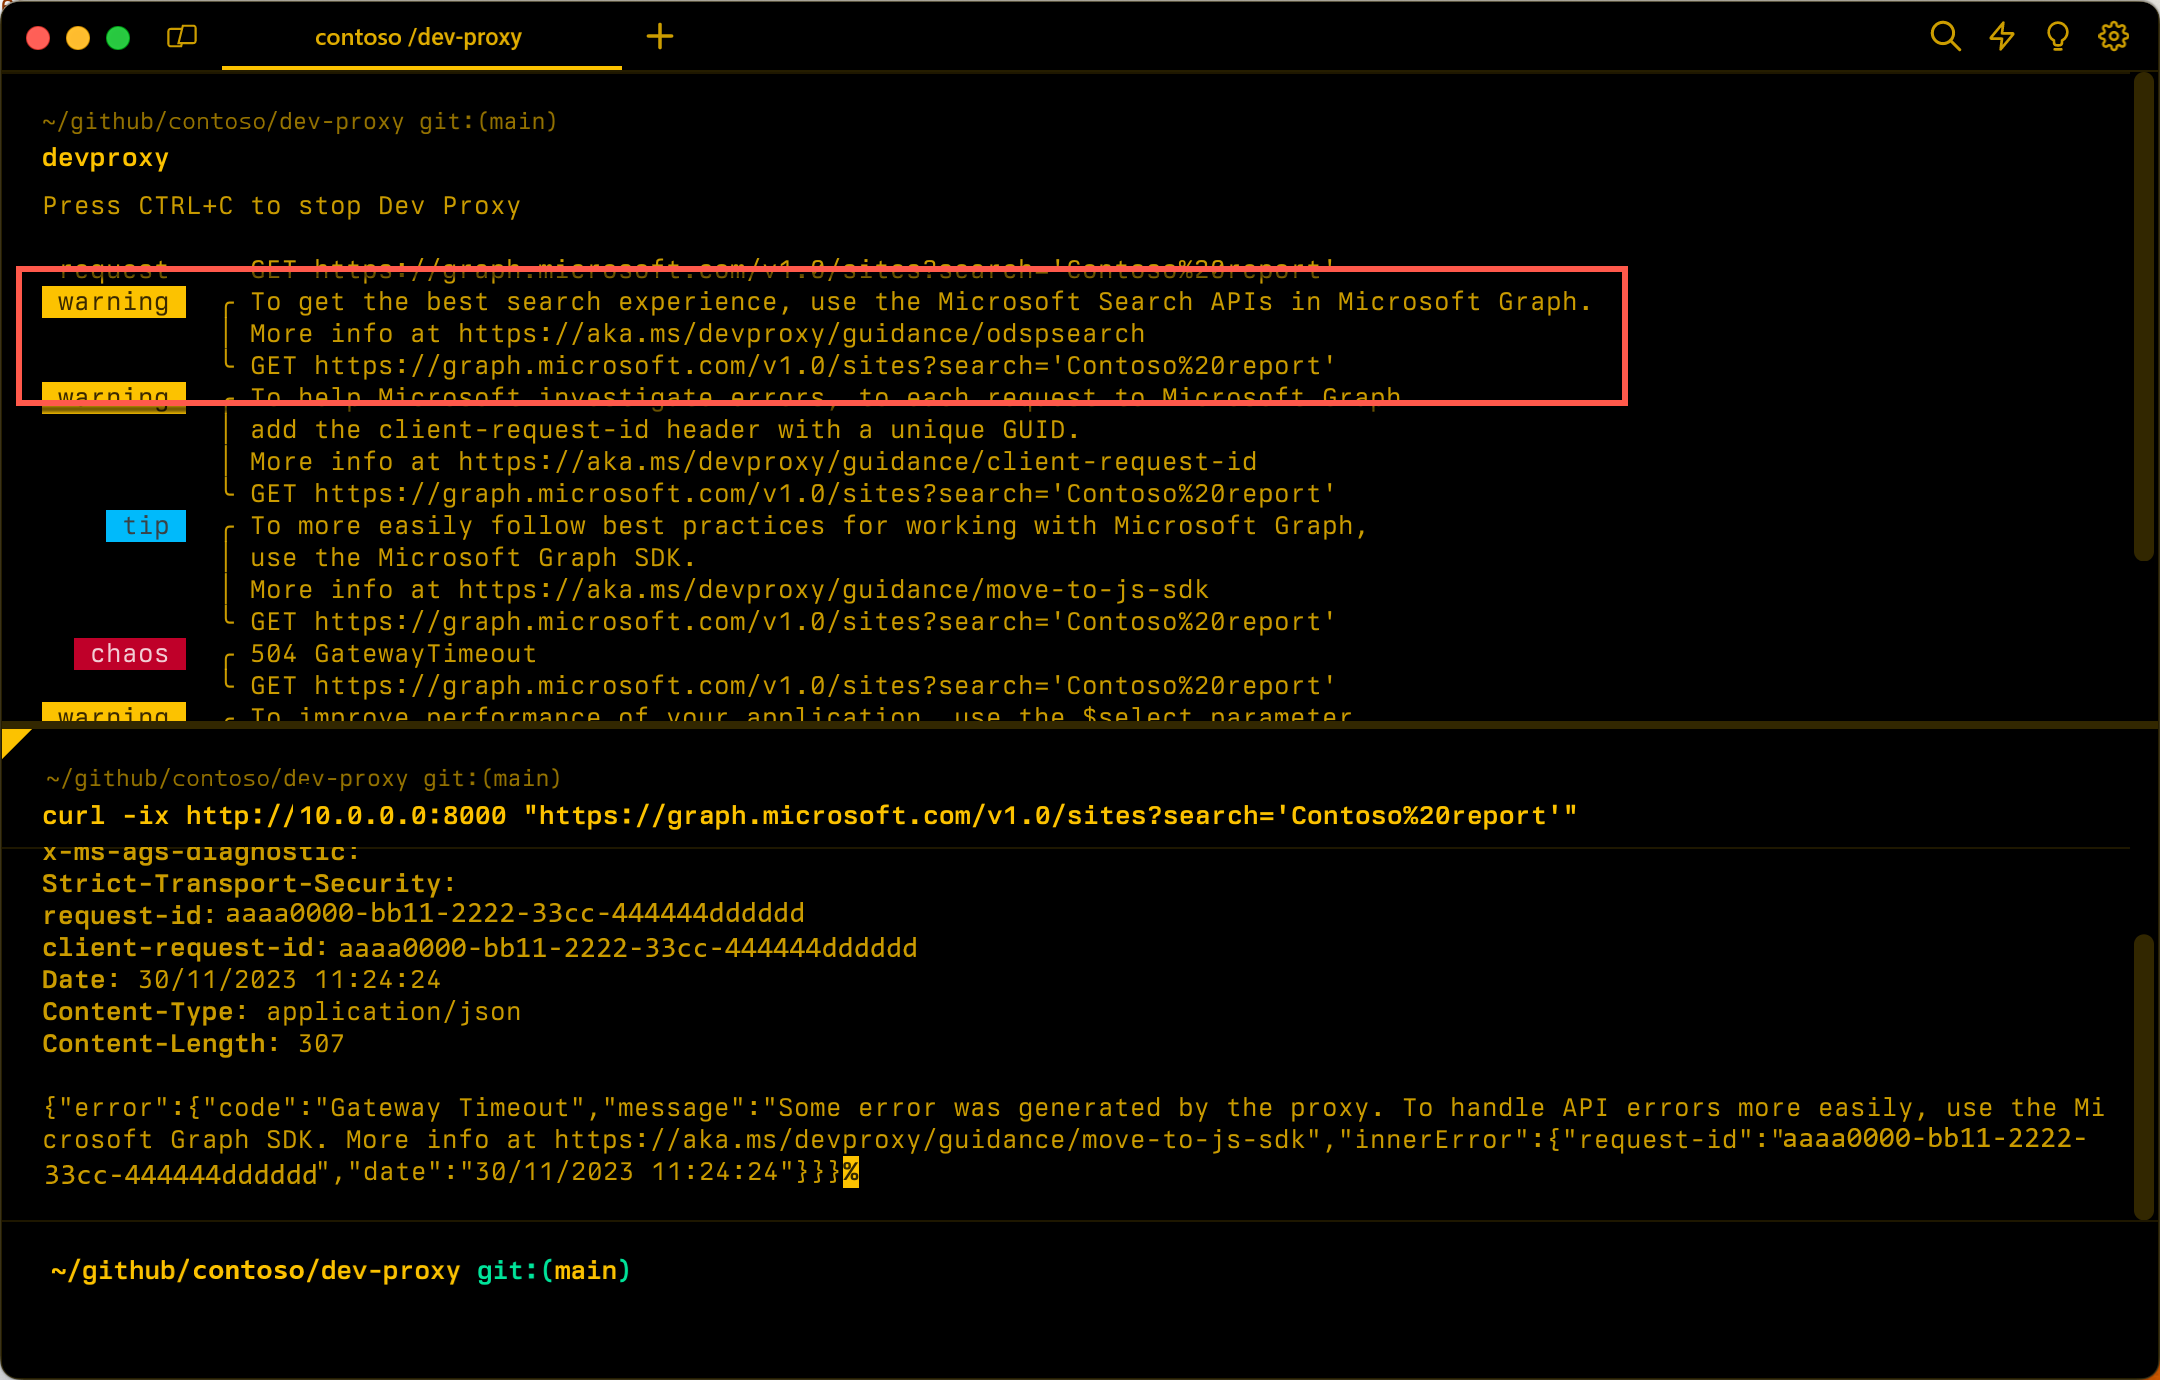 contoso /dev-proxy
~/github/contoso/dev-proxy git:(main)
devproxy
Press CTRL+C to stop Dev Proxy
request GET https://graph.microsoft.com/v1.0/sites?search='Contoso%20report'
warning To get the best search experience, use the Microsoft Search APIs in Microsoft Graph.
More info at https://aka.ms/devproxy/guidance/odspsearch
GET https://graph.microsoft.com/v1.0/sites?search='Contoso%20report'
warning To help Microsoft investigate errors, to each request to Microsoft Graph
add the client-request-id header with a unique GUID.
More info at https://aka.ms/devproxy/guidance/client-request-id
GET https://graph.microsoft.com/v1.0/sites?search='Contoso%20report'
tip To more easily follow best practices for working with Microsoft Graph,
use the Microsoft Graph SDK.
More info at https://aka.ms/devproxy/guidance/move-to-js-sdk
GET https://graph.microsoft.com/v1.0/sites?search='Contoso%20report'
chaos 504 GatewayTimeout
GET https://graph.microsoft.com/v1.0/sites?search='Contoso%20report'
warning To improve performance of your application, use the $select parameter
~/github/contoso/dev-proxy git:(main)
curl -ix http://10.0.0.0:8000 "https://graph.microsoft.com/v1.0/sites?search='Contoso%20report'"
x-ms-ags-diagnostic:
Strict-Transport-Security:
request-id: aaaa0000-bb11-2222-33cc-444444dddddd
client-request-id: aaaa0000-bb11-2222-33cc-444444dddddd
Date: 30/11/2023 11:24:24
Content-Type: application/json
Content-Length: 307
{"error":{"code":"Gateway Timeout","message":"Some error was generated by the proxy. To handle API errors more easily, use the Mi
crosoft Graph SDK. More info at https://aka.ms/devproxy/guidance/move-to-js-sdk","innerError":{"request-id":"aaaa0000-bb11-2222-
33cc-444444dddddd","date":"30/11/2023 11:24:24"}}}%
~/github/contoso/dev-proxy git:(main)